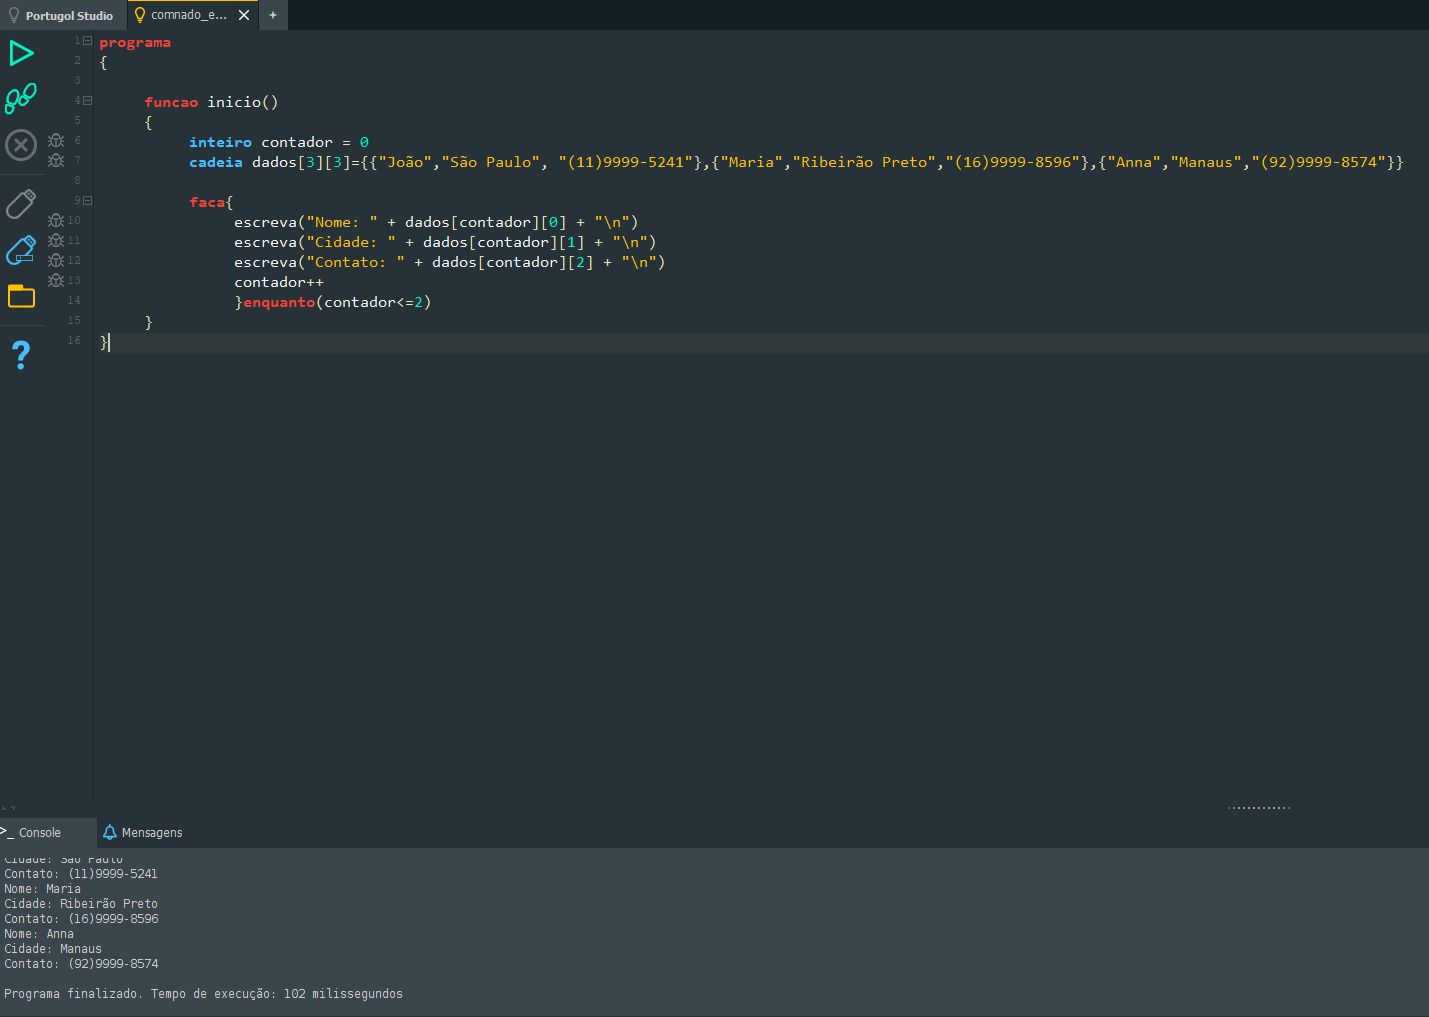 Portugol Studio
comnado_e...
+
1 programa
2 {
3
4 funcao inicio()
5 {
6 inteiro contador = 0
7 cadeia dados[3][3]={{"João","São Paulo", "(11)9999-5241"},{"Maria","Ribeirão Preto","(16)9999-8596"},{"Anna","Manaus","(92)9999-8574"}}
8
9 faca{
10 escreva("Nome: " + dados[contador][0] + "\n")
11 escreva("Cidade: " + dados[contador][1] + "\n")
12 escreva("Contato: " + dados[contador][2] + "\n")
13 contador++
14 }enquanto(contador<=2)
15 }
16 }
?
>_ Console
Mensagens
Cidade: São Paulo
Contato: (11)9999-5241
Nome: Maria
Cidade: Ribeirão Preto
Contato: (16)9999-8596
Nome: Anna
Cidade: Manaus
Contato: (92)9999-8574
Programa finalizado. Tempo de execução: 102 milissegundos